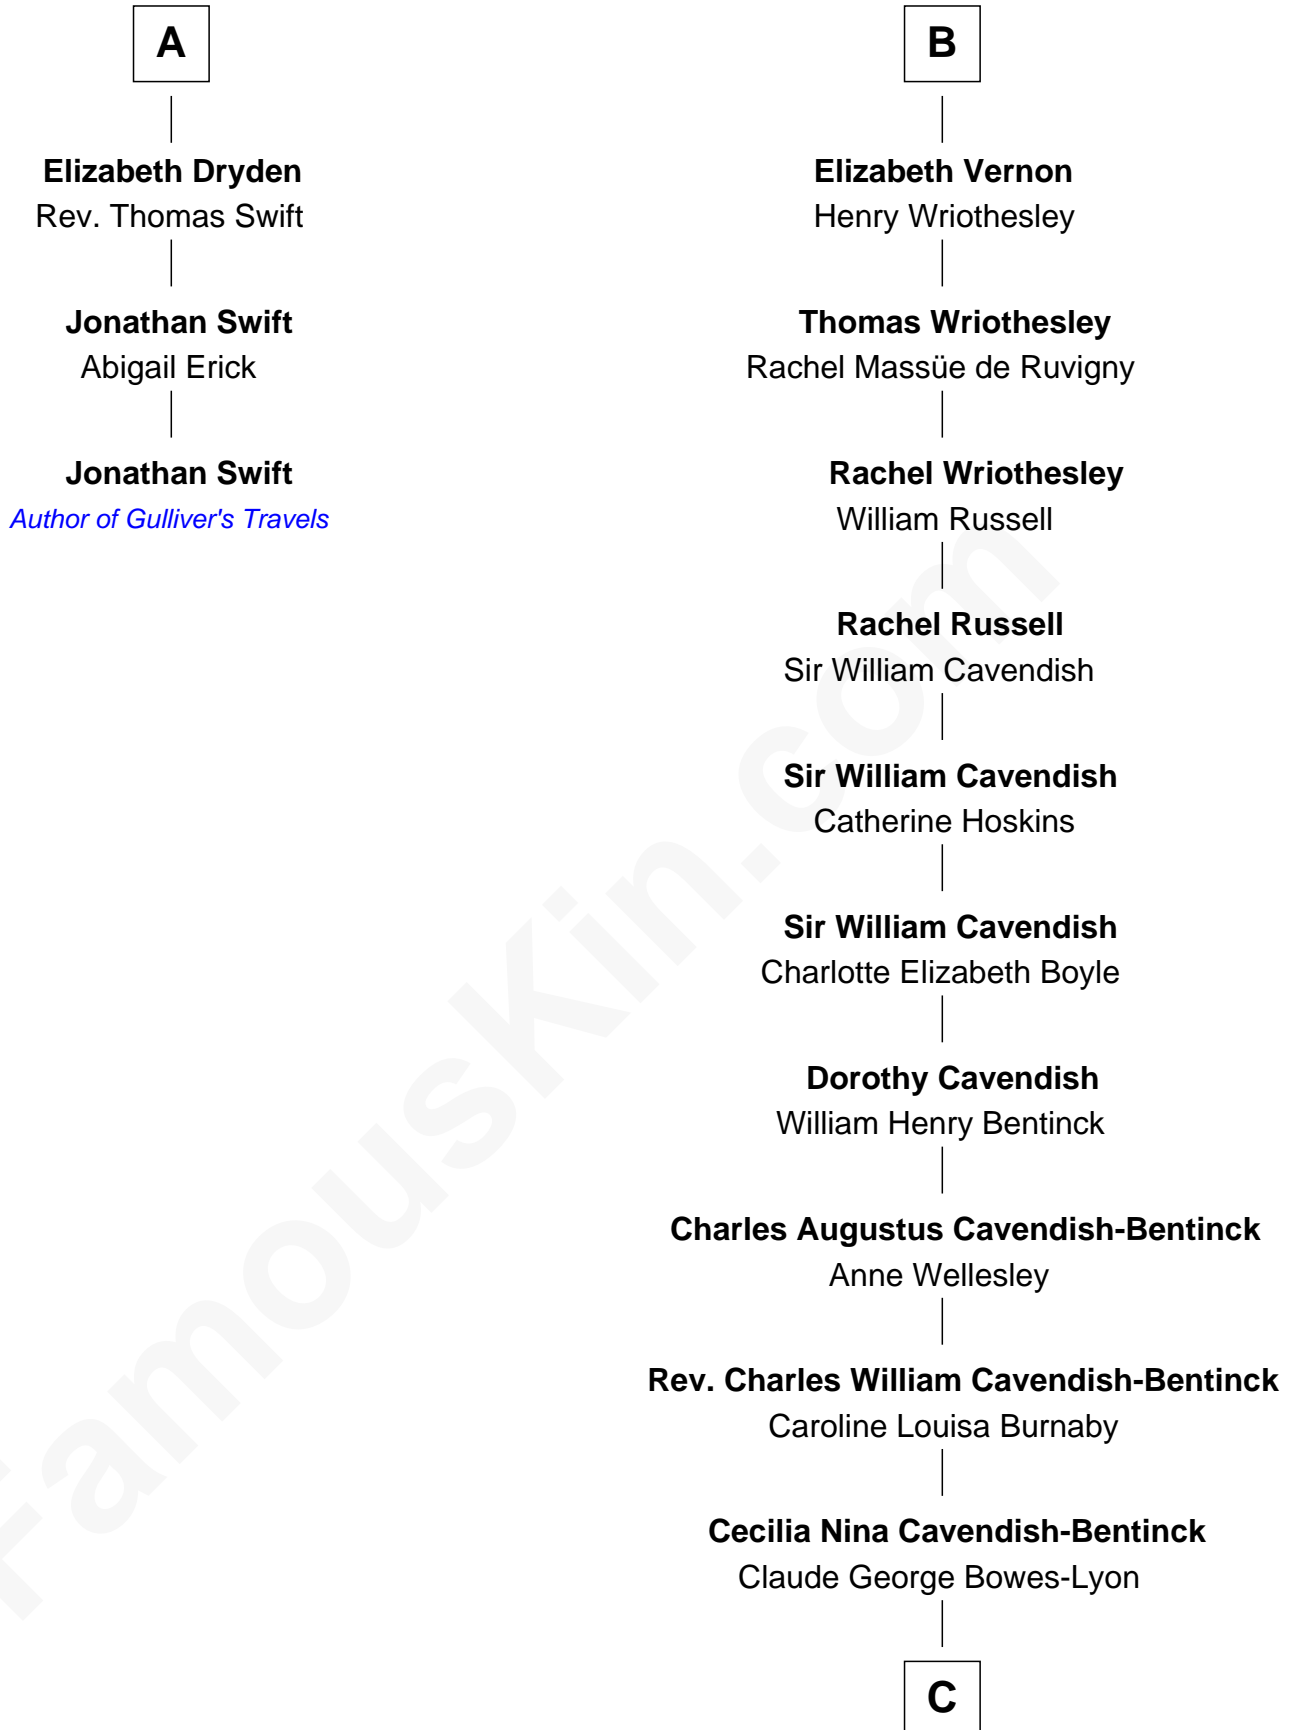 A
Elizabeth Dryden
Rev. Thomas Swift
Jonathan Swift
Abigail Erick
Jonathan Swift
Author of Gulliver's Travels
B
Elizabeth Vernon
Henry Wriothesley
Thomas Wriothesley
Rachel Massüe de Ruvigny
Rachel Wriothesley
William Russell
Rachel Russell
Sir William Cavendish
Sir William Cavendish
Catherine Hoskins
Sir William Cavendish
Charlotte Elizabeth Boyle
Dorothy Cavendish
William Henry Bentinck
Charles Augustus Cavendish-Bentinck
Anne Wellesley
Rev. Charles William Cavendish-Bentinck
Caroline Louisa Burnaby
Cecilia Nina Cavendish-Bentinck
Claude George Bowes-Lyon
C
FamousKin.com